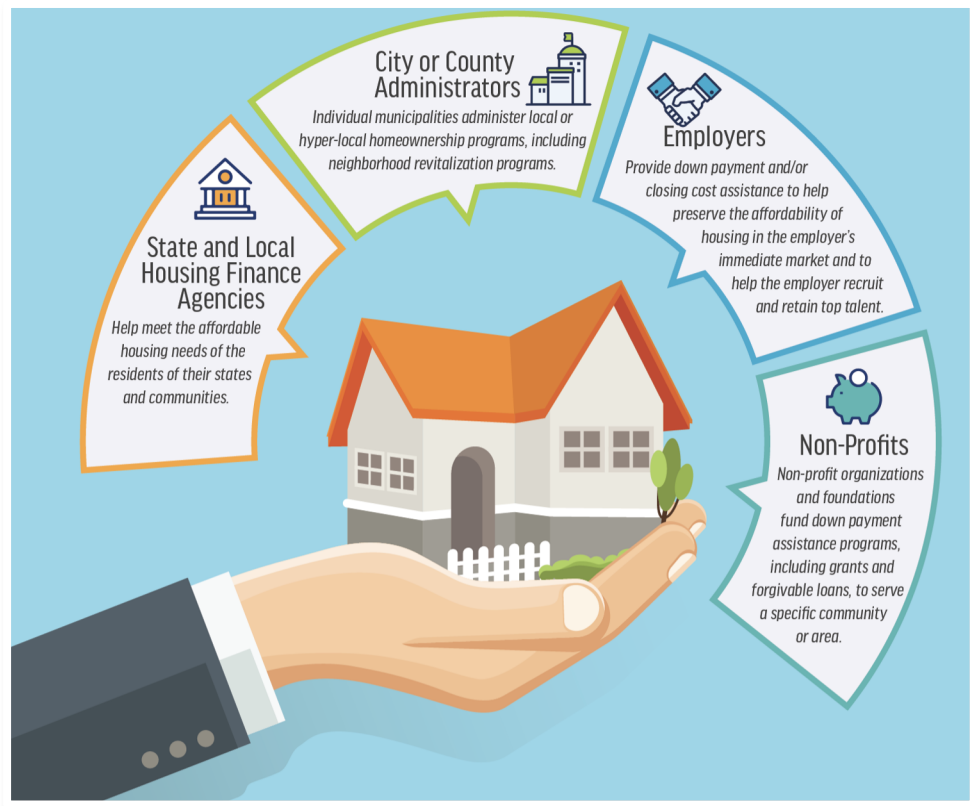 State and Local
Housing Finance
Agencies
Help meet the affordable
housing needs of the
residents of their states
and communities.
City or County
Administrators
Individual municipalities administer local or
hyper-local homeownership programs, including
neighborhood revitalization programs.
Employers
Provide down payment and/or
closing cost assistance to help
preserve the affordability of
housing in the employer's
immediate market and to
help the employer recruit
and retain top talent.
Non-Profits
Non-profit organizations
and foundations
fund down payment
assistance programs,
including grants and
forgivable loans, to serve
a specific community
or area.